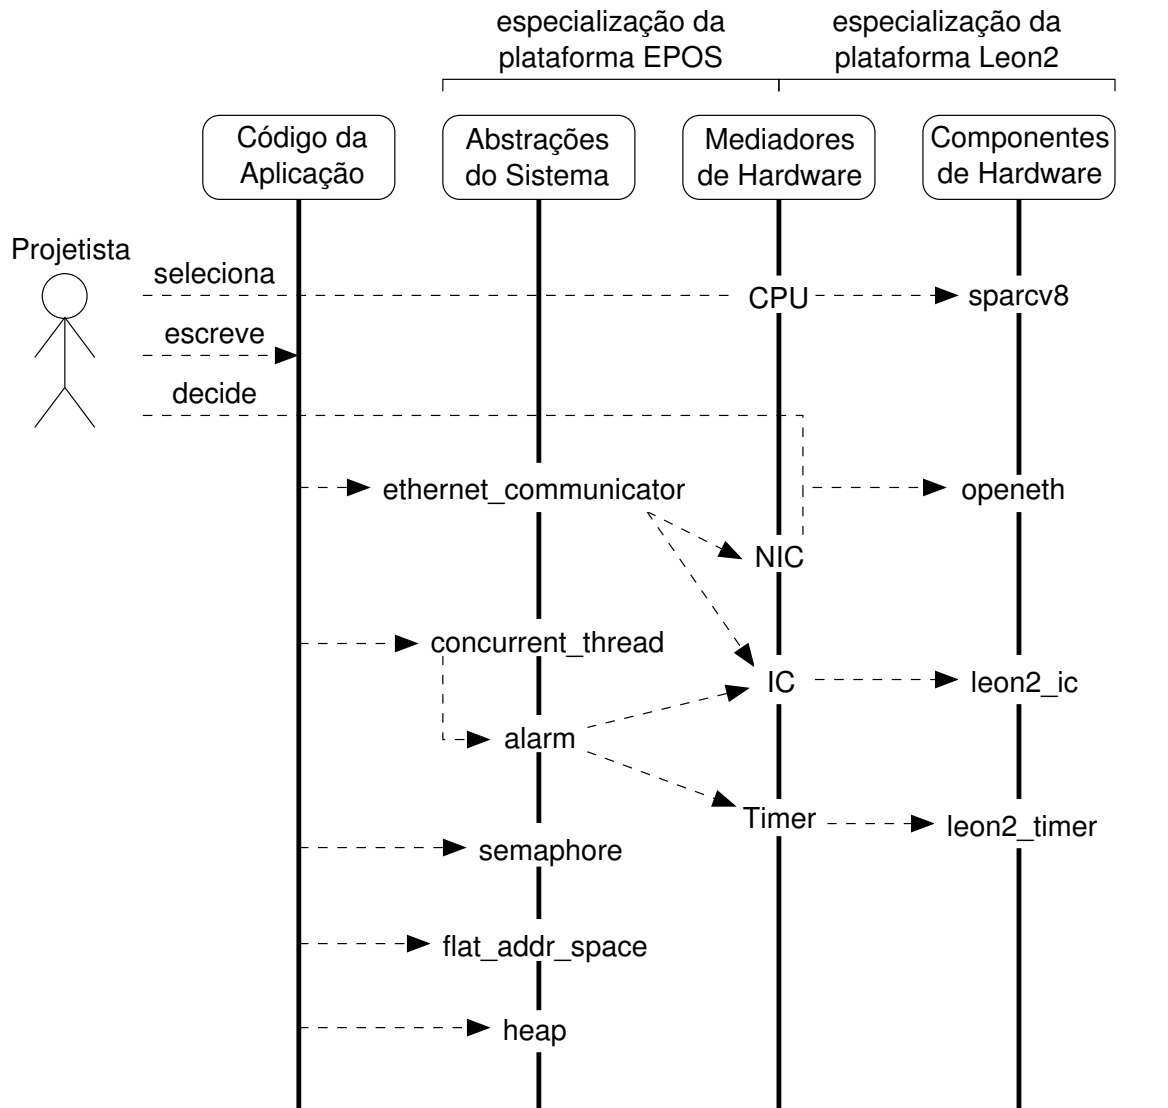 especialização da
plataforma EPOS
especialização da
plataforma Leon2
Código da
Aplicação
Abstrações
do Sistema
Mediadores
de Hardware
Componentes
de Hardware
Projetista
seleciona
CPU
sparcv8
escreve
decide
ethernet_communicator
openeth
NIC
concurrent_thread
IC
leon2_ic
alarm
Timer
leon2_timer
semaphore
flat_addr_space
heap